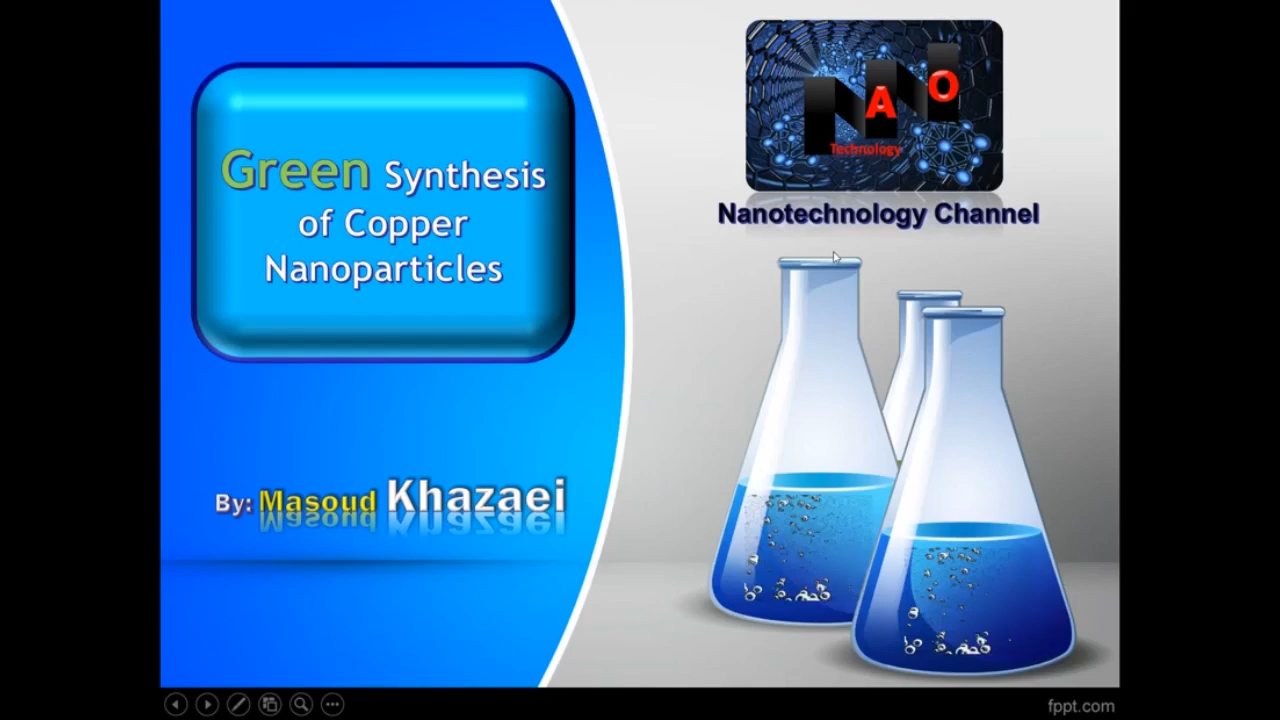 Green Synthesis
of Copper
Nanoparticles
By: Masoud Khazaei
NANO
Technology
Nanotechnology Channel
fppt.com